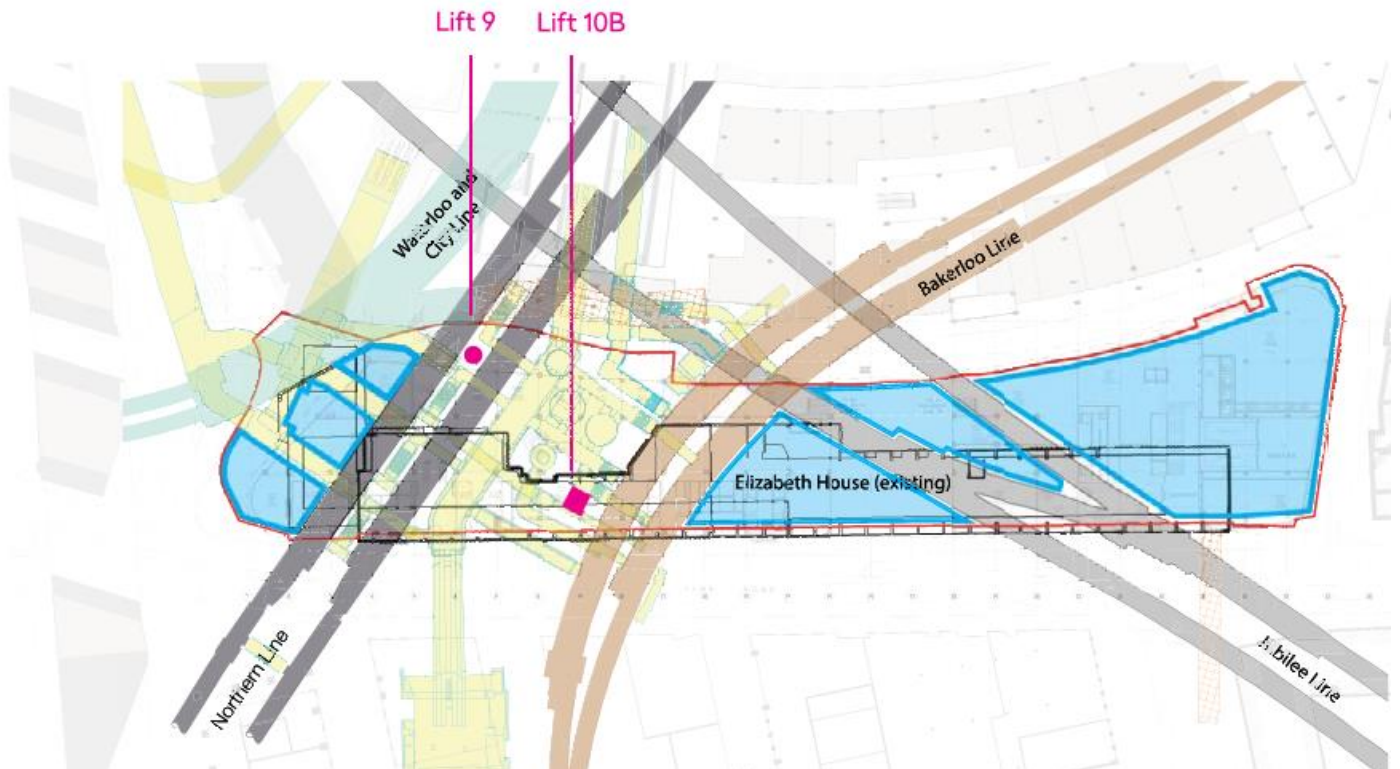 Lift 9
Lift 10B
Waterloo and
City Line
Bakerloo Line
Elizabeth House (existing)
Northern Line
Jubilee Line